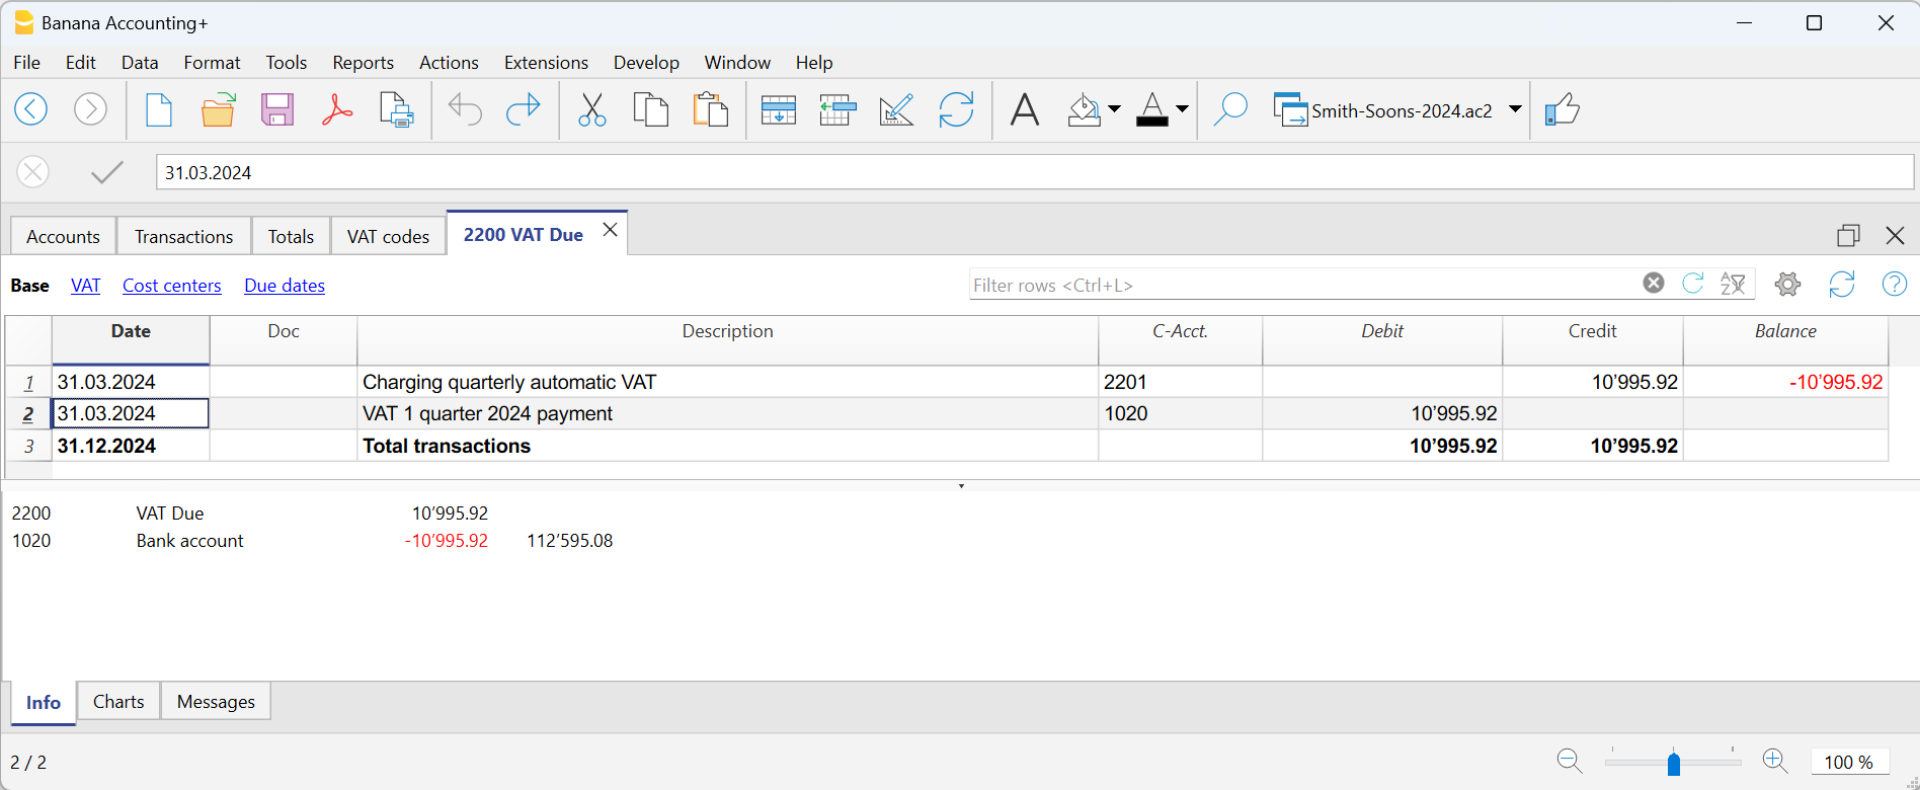 Banana Accounting+
File Edit Data Format Tools Reports Actions Extensions Develop Window Help
Smith-Soons-2024.ac2
31.03.2024
Accounts Transactions Totals VAT codes 2200 VAT Due
Base VAT Cost centers Due dates Filter rows <Ctrl+L>
Date Doc Description C-Acct. Debit Credit Balance
1 31.03.2024 Charging quarterly automatic VAT 2201 10’995.92 -10’995.92
2 31.03.2024 VAT 1 quarter 2024 payment 1020 10’995.92
3 31.12.2024 Total transactions 10’995.92 10’995.92
2200 VAT Due 10’995.92
1020 Bank account -10’995.92 112’595.08
Info Charts Messages
2 / 2 100 %